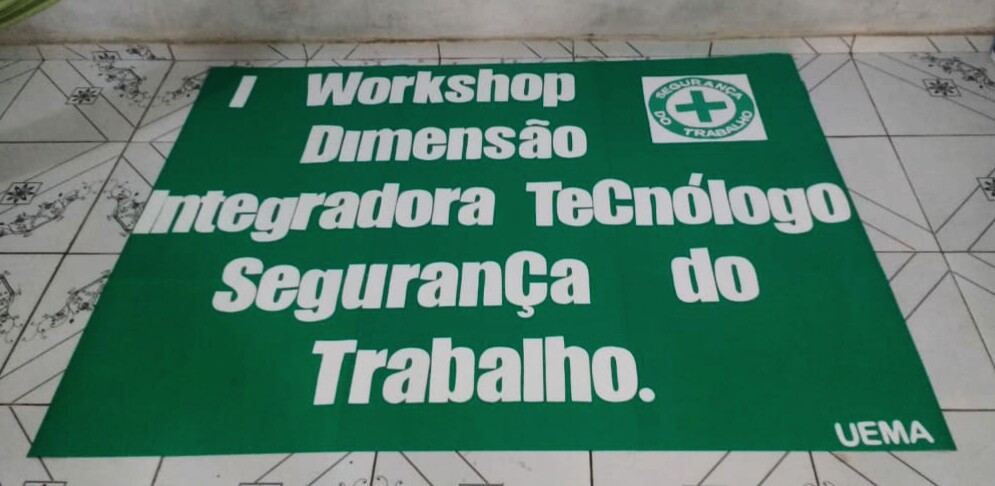 I Workshop
Dimensão
Integradora TeCnólogo
SeguranÇa do
Trabalho.
SEGURANÇA
DO TRABALHO
UEMA